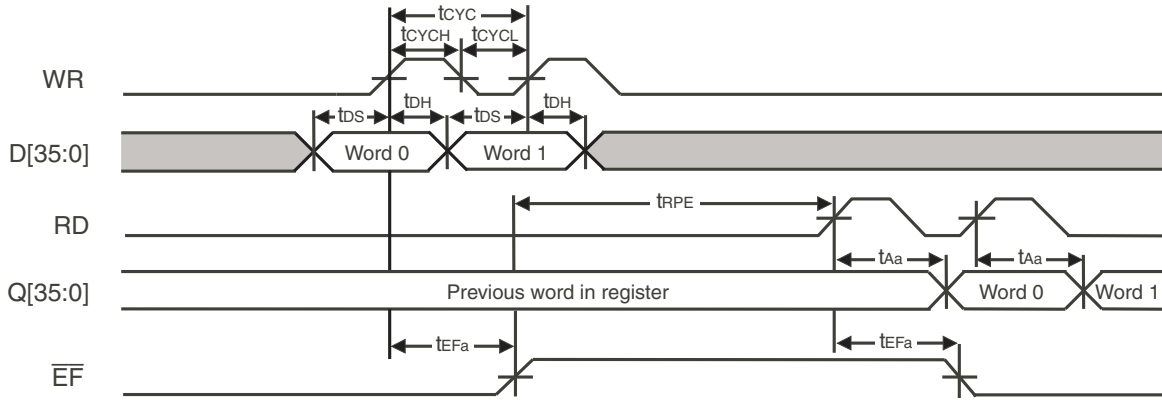 tCYC
tCYCH tCYCL
WR
tDS tDH tDS tDH
D[35:0] Word 0 Word 1
tRPE
RD
tAa tAa
Q[35:0] Previous word in register Word 0 Word 1
tEFa tEFa
E̅F̅